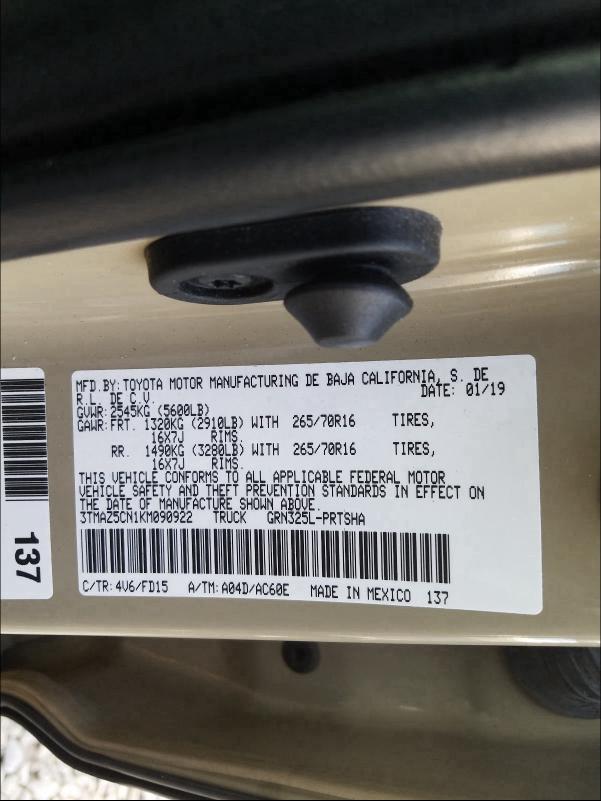 MFD. BY: TOYOTA MOTOR MANUFACTURING DE BAJA CALIFORNIA, S. DE
R.L. DE C.V. DATE: 01/19
GVWR: 2545KG (5600LB)
GAWR: FRT. 1320KG (2910LB) WITH 265/70R16 TIRES,
16X7J RIMS.
RR. 1490KG (3280LB) WITH 265/70R16 TIRES,
16X7J RIMS.
THIS VEHICLE CONFORMS TO ALL APPLICABLE FEDERAL MOTOR
VEHICLE SAFETY AND THEFT PREVENTION STANDARDS IN EFFECT ON
THE DATE OF MANUFACTURE SHOWN ABOVE.
3TMAZ5CN1KM090922 TRUCK GRN325L-PRTSHA
C/TR: 4V6/FD15 A/TM: A04D/AC60E MADE IN MEXICO 137
137